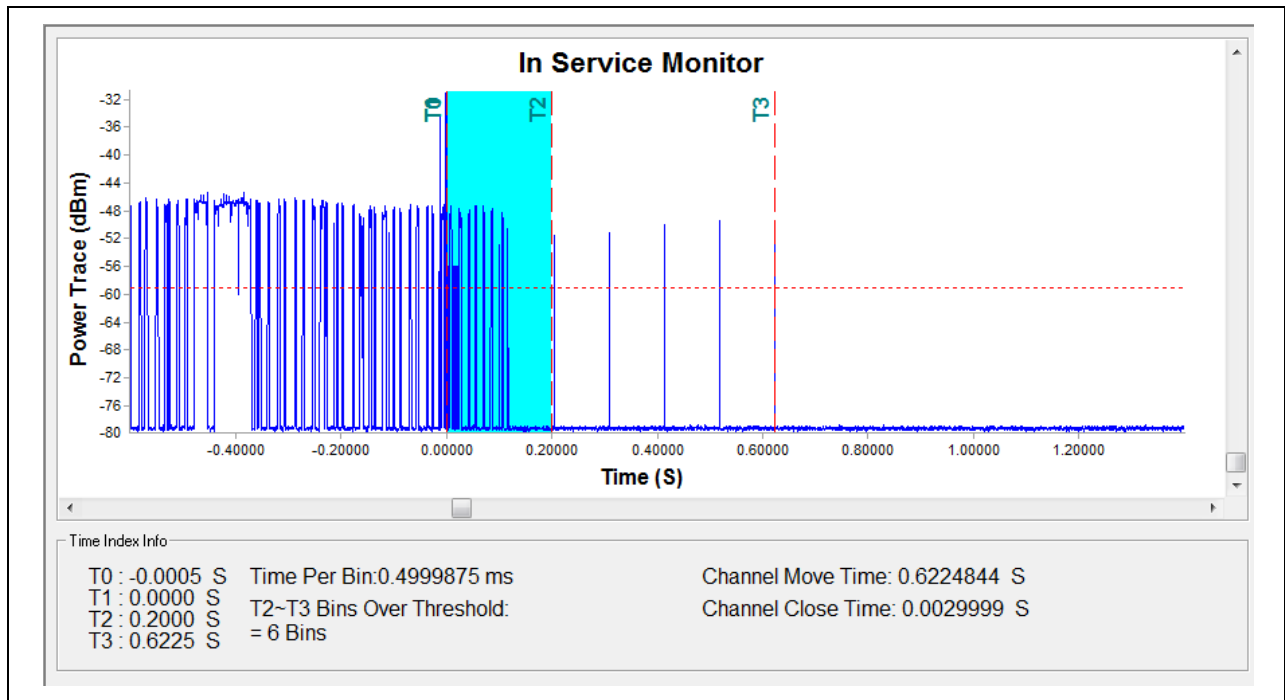 In Service Monitor
T0 T2 T3
Power Trace (dBm)
-32
-36
-40
-44
-48
-52
-56
-60
-64
-68
-72
-76
-80
-0.40000 -0.20000 0.00000 0.20000 0.40000 0.60000 0.80000 1.00000 1.20000
Time (S)
Time Index Info
T0 : -0.0005 S Time Per Bin:0.4999875 ms Channel Move Time: 0.6224844 S
T1 : 0.0000 S
T2 : 0.2000 S T2~T3 Bins Over Threshold: Channel Close Time: 0.0029999 S
T3 : 0.6225 S = 6 Bins